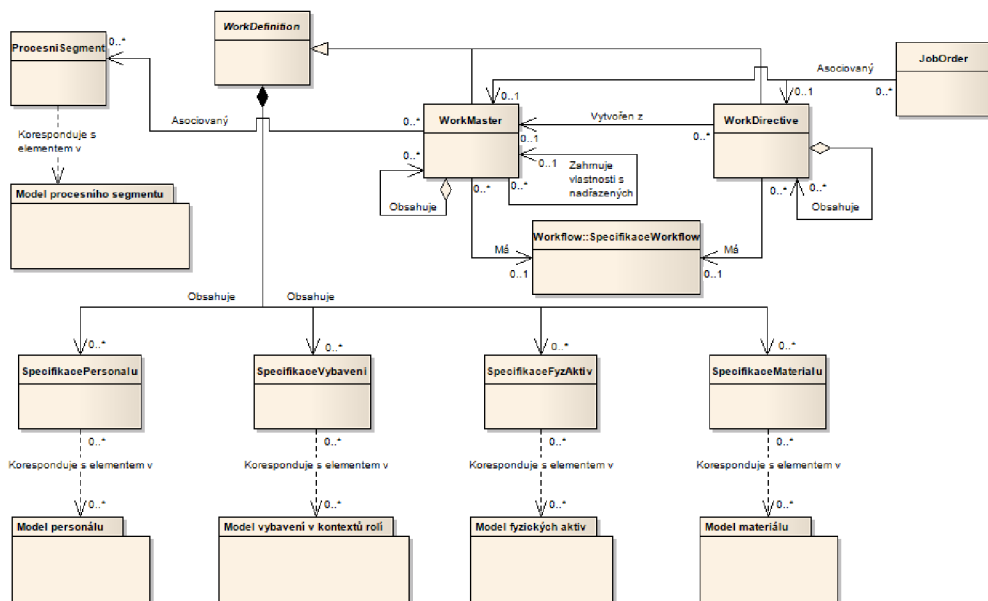 WorkDefinition
ProcesniSegment
0..*
JobOrder
Asociovaný
0..*
0..1
0..1
Koresponduje s
elementem v
Asociovaný
0..*
WorkMaster
Vytvořen z
0..1
0..*
WorkDirective
0..*
0..1
Zahrnuje
vlastnosti s
nadřazených
Model procesního segmentu
0..*
0..*
0..*
0..*
Obsahuje
Obsahuje
Workflow::SpecifikaceWorkflow
Má
Má
0..1
0..1
Obsahuje
Obsahuje
0..*
0..*
0..*
0..*
SpecifikacePersonalu
SpecifikaceVybaveni
SpecifikaceFyzAktiv
SpecifikaceMaterialu
0..*
0..*
0..*
0..*
Koresponduje s elementem v
Koresponduje s elementem v
Koresponduje s elementem v
Koresponduje s elementem v
0..*
0..*
0..*
0..*
Model personálu
Model vybavení v kontextů rolí
Model fyzických aktiv
Model materiálu